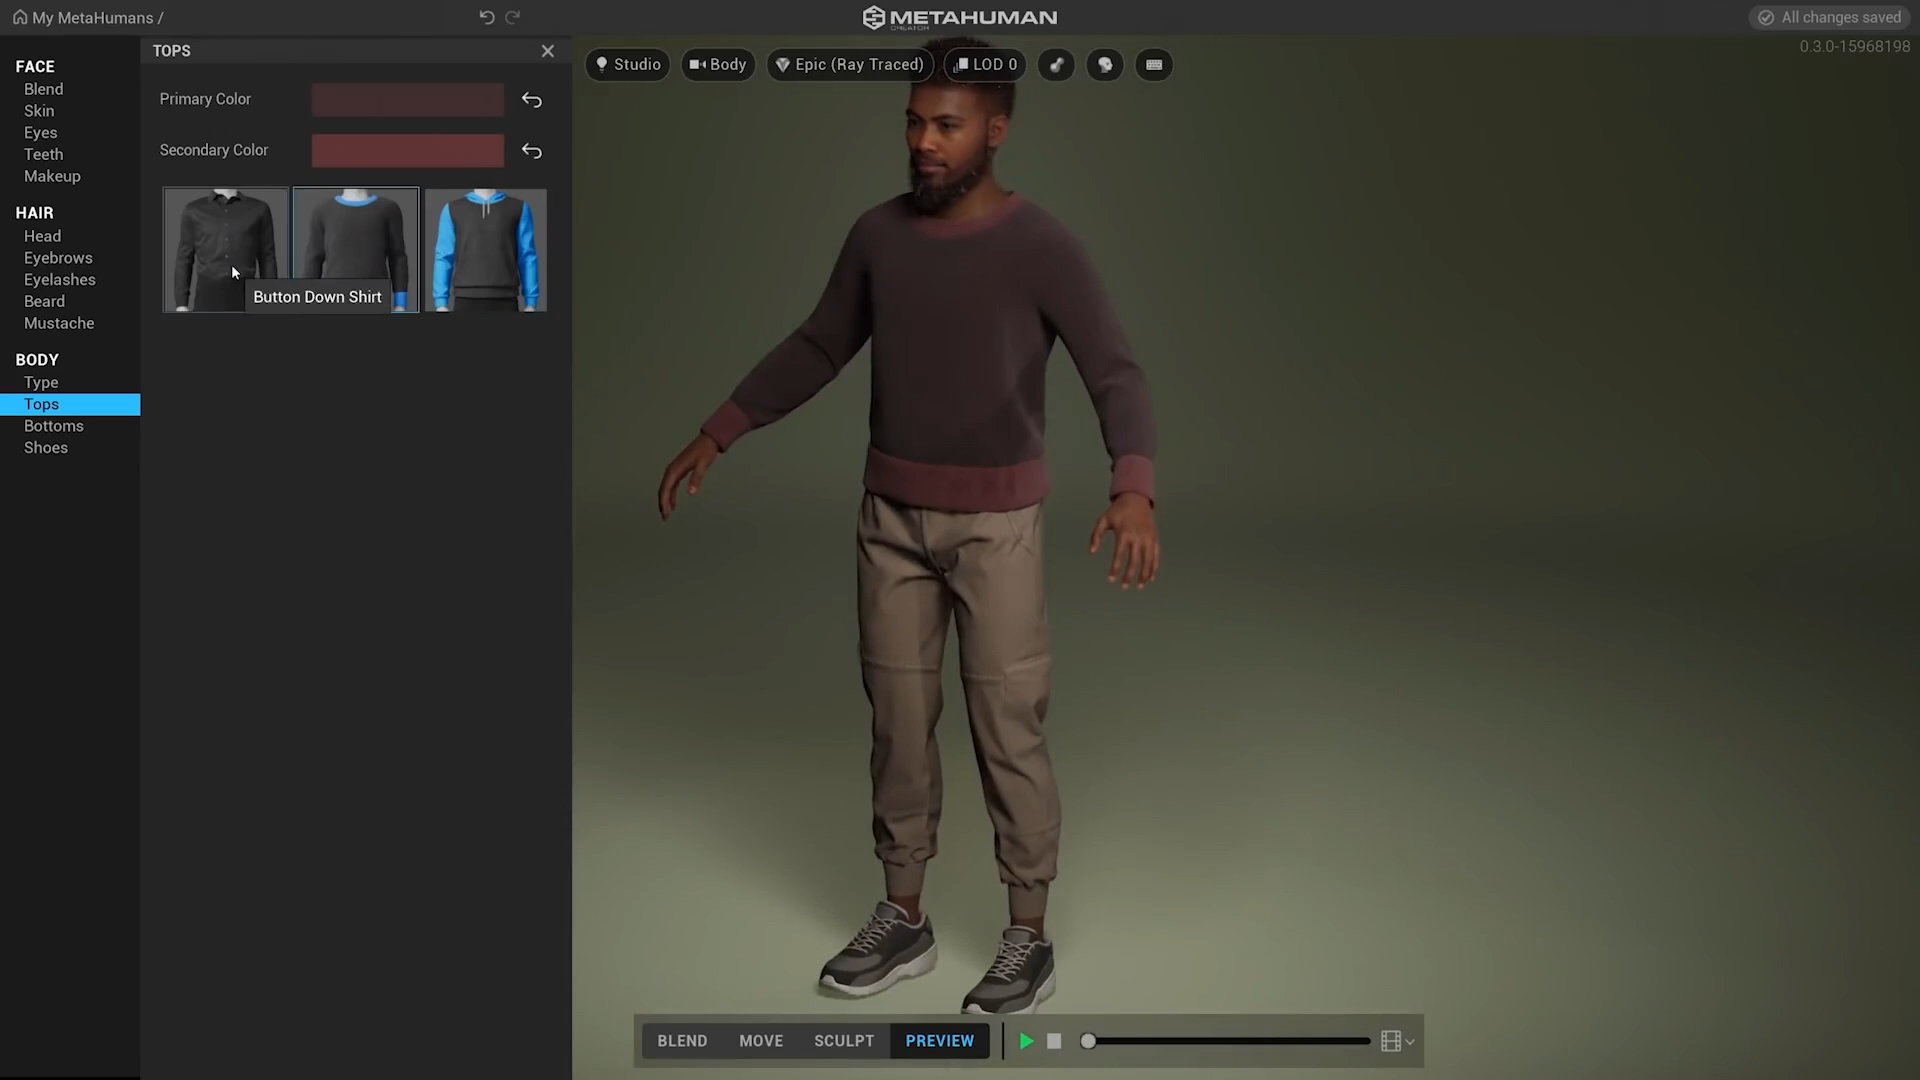 My MetaHumans /
METAHUMAN
CREATOR
All changes saved
0.3.0-15968198
FACE
Blend
Skin
Eyes
Teeth
Makeup
HAIR
Head
Eyebrows
Eyelashes
Beard
Mustache
BODY
Type
Tops
Bottoms
Shoes
TOPS
Primary Color
Secondary Color
Button Down Shirt
Studio
Body
Epic (Ray Traced)
LOD 0
BLEND
MOVE
SCULPT
PREVIEW